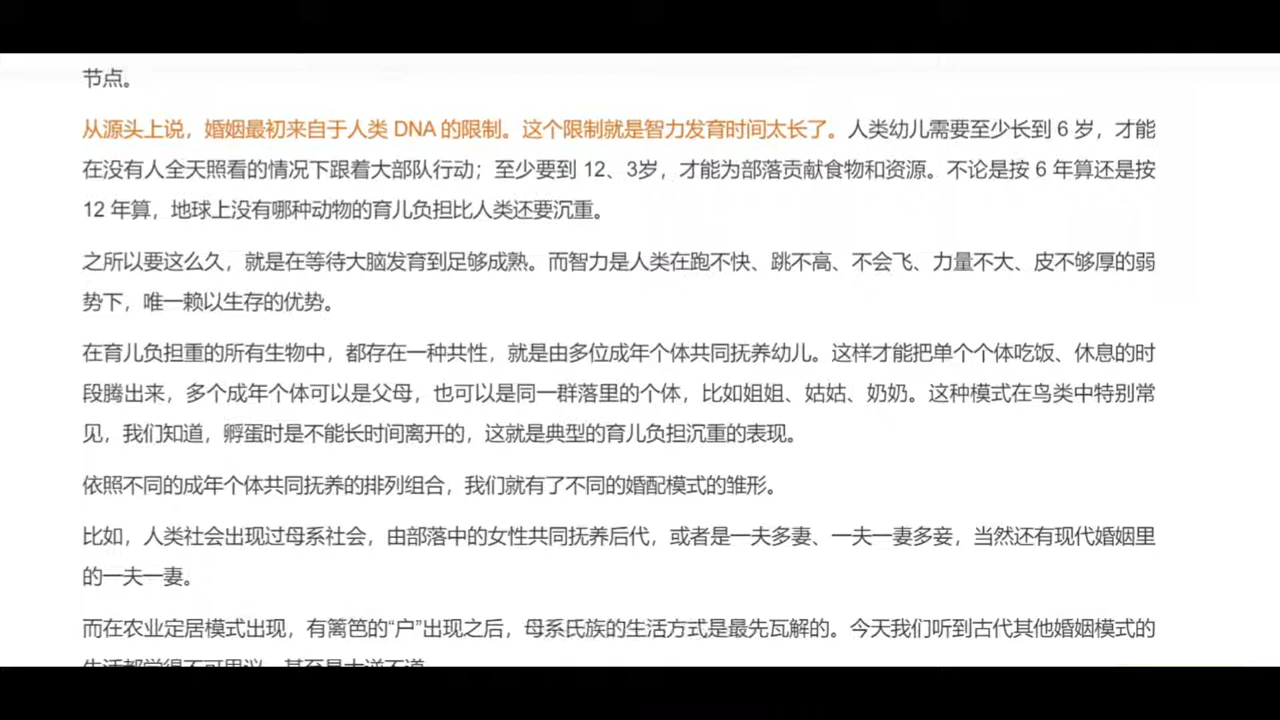 节点。
从源头上说，婚姻最初来自于人类 DNA 的限制。这个限制就是智力发育时间太长了。人类幼儿需要至少长到 6 岁，才能
在没有人全天照看的情况下跟着大部队行动；至少要到 12、3岁，才能为部落贡献食物和资源。不论是按 6 年算还是按
12 年算，地球上没有哪种动物的育儿负担比人类还要沉重。
之所以要这么久，就是在等待大脑发育到足够成熟。而智力是人类在跑不快、跳不高、不会飞、力量不大、皮不够厚的弱
势下，唯一赖以生存的优势。
在育儿负担重的所有生物中，都存在一种共性，就是由多位成年个体共同抚养幼儿。这样才能把单个个体吃饭、休息的时
段腾出来，多个成年个体可以是父母，也可以是同一群落里的个体，比如姐姐、姑姑、奶奶。这种模式在鸟类中特别常
见，我们知道，孵蛋时是不能长时间离开的，这就是典型的育儿负担沉重的表现。
依照不同的成年个体共同抚养的排列组合，我们就有了不同的婚配模式的雏形。
比如，人类社会出现过母系社会，由部落中的女性共同抚养后代，或者是一夫多妻、一夫一妻多妾，当然还有现代婚姻里
的一夫一妻。
而在农业定居模式出现，有篱笆的“户”出现之后，母系氏族的生活方式是最先瓦解的。今天我们听到古代其他婚姻模式的
生活都觉得不可思议，甚至是大逆不道